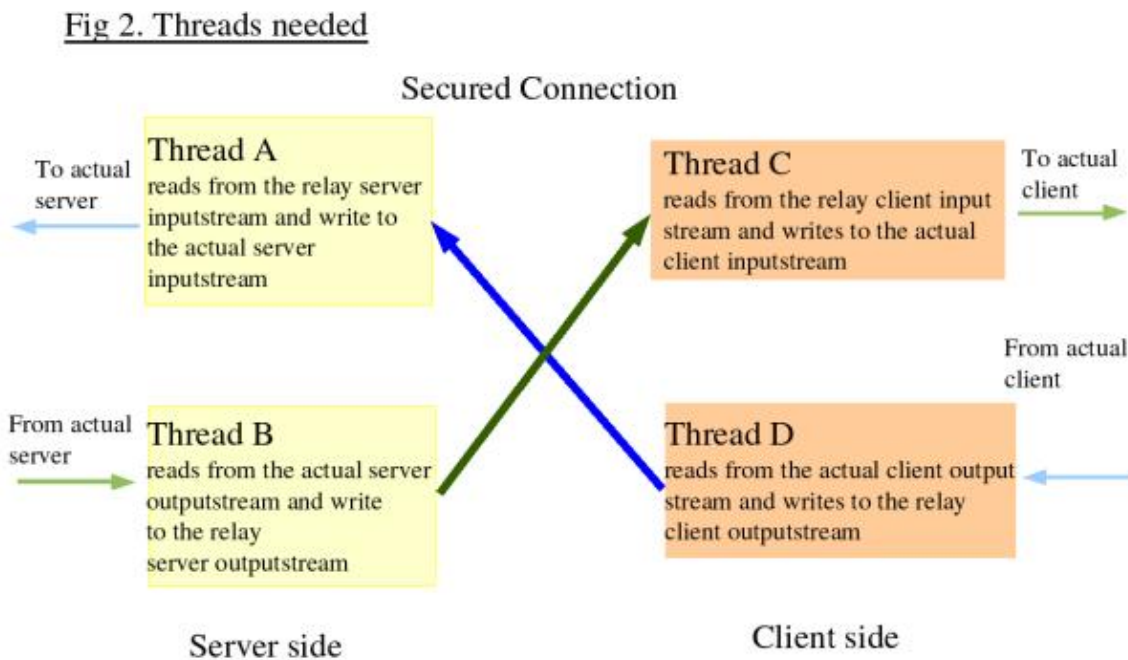 Fig 2. Threads needed
Secured Connection
To actual
server
Thread A
reads from the relay server
inputstream and write to
the actual server
inputstream
Thread C
reads from the relay client input
stream and writes to the actual
client inputstream
To actual
client
From actual
server
Thread B
reads from the actual server
outputstream and write
to the relay
server outputstream
Thread D
reads from the actual client output
stream and writes to the relay
client outputstream
From actual
client
Server side
Client side